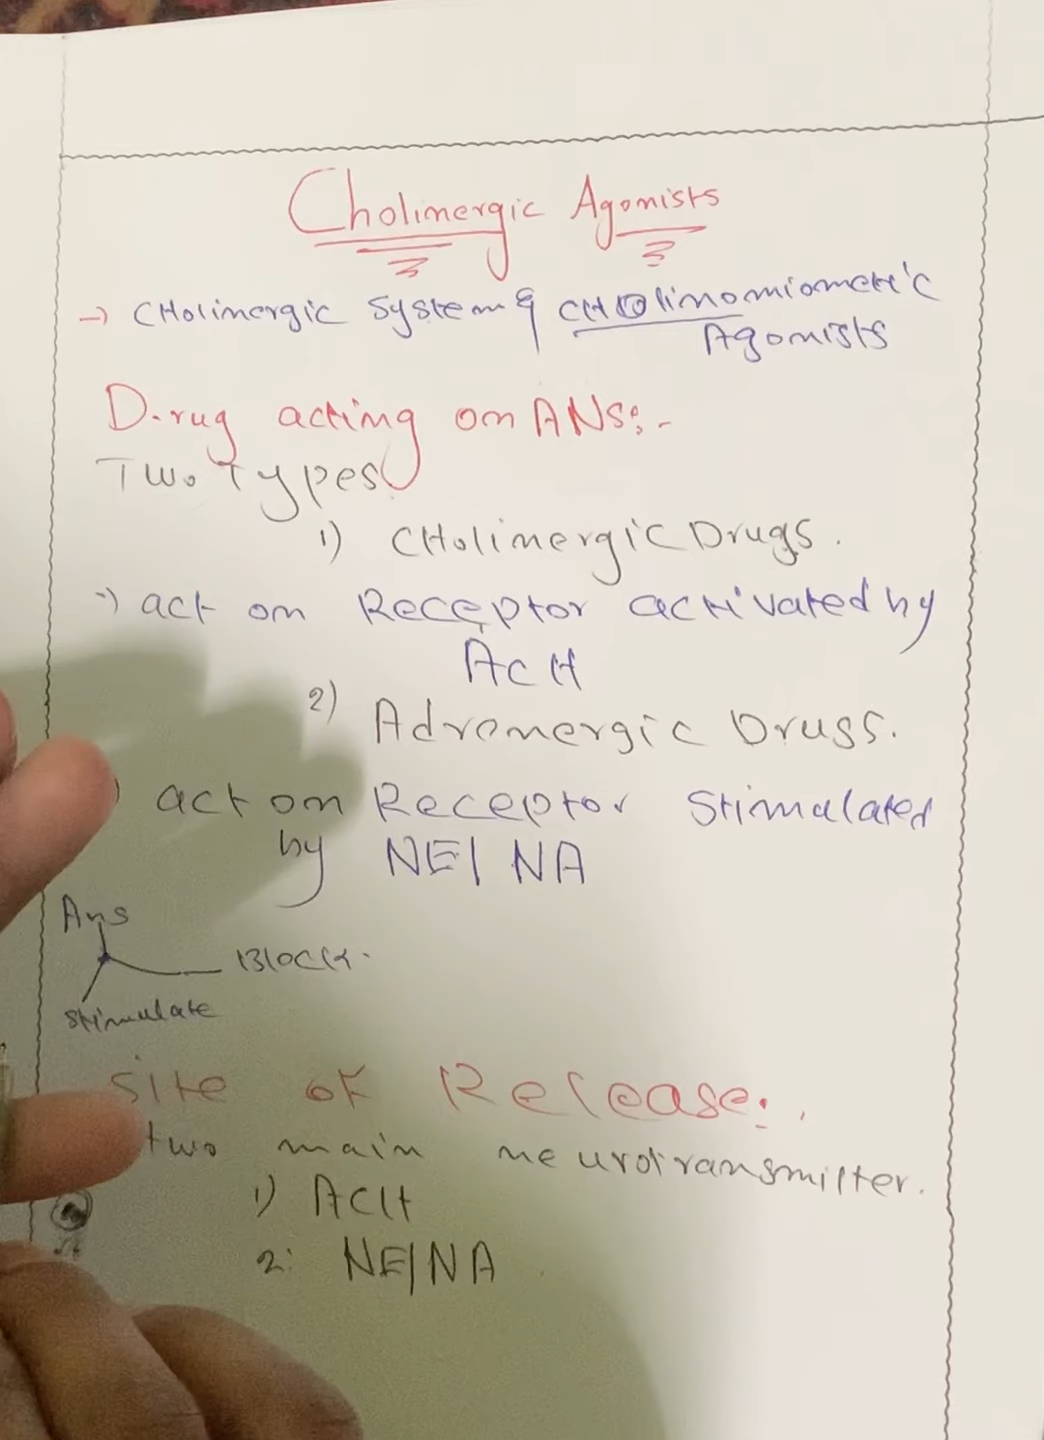 Cholinergic Agonists
→ CHolinergic System & CHOlinomiometic
Agonists
Drug acting on ANS:-
Two Types
1) CHolinergic Drugs.
→) act on Receptor activated by
AcH
2) Adrenergic Drugs.
) act on Receptor Stimulated
by NE/NA
Ans
Block.
Stimulate
Site of Release:.
two main neurotransmitter.
1) ACH
2: NE/NA